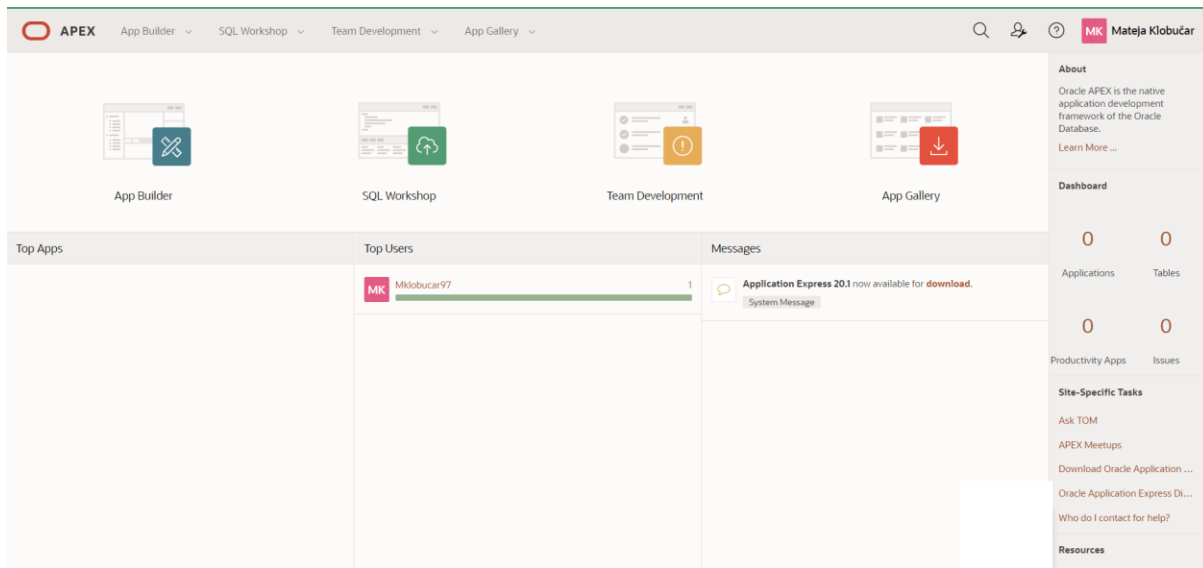 APEX App Builder SQL Workshop Team Development App Gallery MK Mateja Klobučar
App Builder
SQL Workshop
Team Development
App Gallery
Top Apps
Top Users
MK Mklobucar97 1
Messages
Application Express 20.1 now available for download.
System Message
About
Oracle APEX is the native
application development
framework of the Oracle
Database.
Learn More ...
Dashboard
0 0
Applications Tables
0 0
Productivity Apps Issues
Site-Specific Tasks
Ask TOM
APEX Meetups
Download Oracle Application ...
Oracle Application Express Di...
Who do I contact for help?
Resources